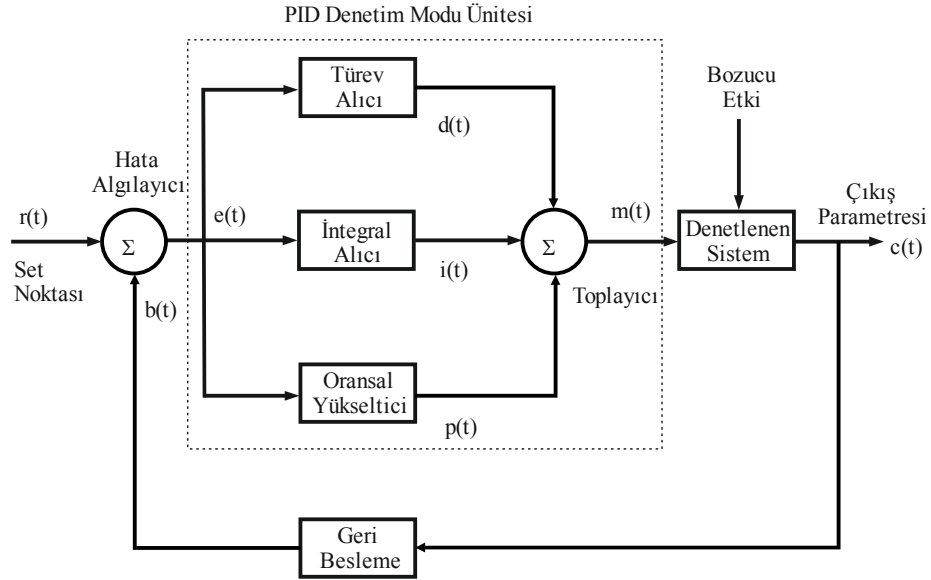 PID Denetim Modu Ünitesi
Türev
Alıcı
d(t)
Bozucu
Etki
Hata
Algılayıcı
r(t)
Σ
e(t)
İntegral
Alıcı
i(t)
Σ
m(t)
Denetlenen
Sistem
Çıkış
Parametresi
c(t)
Set
Noktası
b(t)
Toplayıcı
Oransal
Yükseltici
p(t)
Geri
Besleme